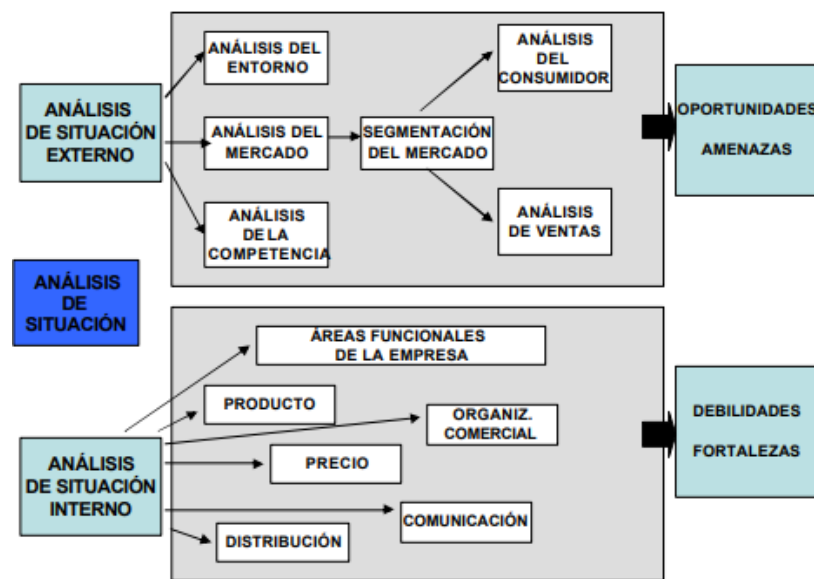 ANÁLISIS DEL
ENTORNO
ANÁLISIS
DEL
CONSUMIDOR
ANÁLISIS
DE SITUACIÓN
EXTERNO
ANÁLISIS DEL
MERCADO
SEGMENTACIÓN
DEL MERCADO
OPORTUNIDADES
AMENAZAS
ANÁLISIS
DE LA
COMPETENCIA
ANÁLISIS
DE VENTAS
ANÁLISIS
DE
SITUACIÓN
ÁREAS FUNCIONALES
DE LA EMPRESA
PRODUCTO
ORGANIZ.
COMERCIAL
DEBILIDADES
FORTALEZAS
ANÁLISIS
DE SITUACIÓN
INTERNO
PRECIO
COMUNICACIÓN
DISTRIBUCIÓN